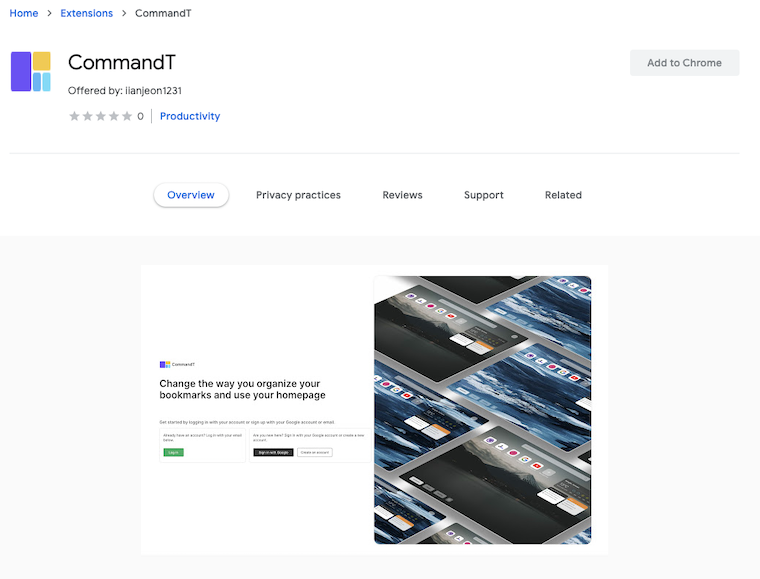 Home > Extensions > CommandT
CommandT
Add to Chrome
Offered by: iianjeon1231
0 Productivity
Overview Privacy practices Reviews Support Related
CommandT
Change the way you organize your
bookmarks and use your homepage
Get started by logging in with your account or sign up with your Google account or email.
Already have an account? Log in with your email
below.
Log in
Are you new here? Sign in with your Google account or create a new
account.
Sign in with Google
Create an account